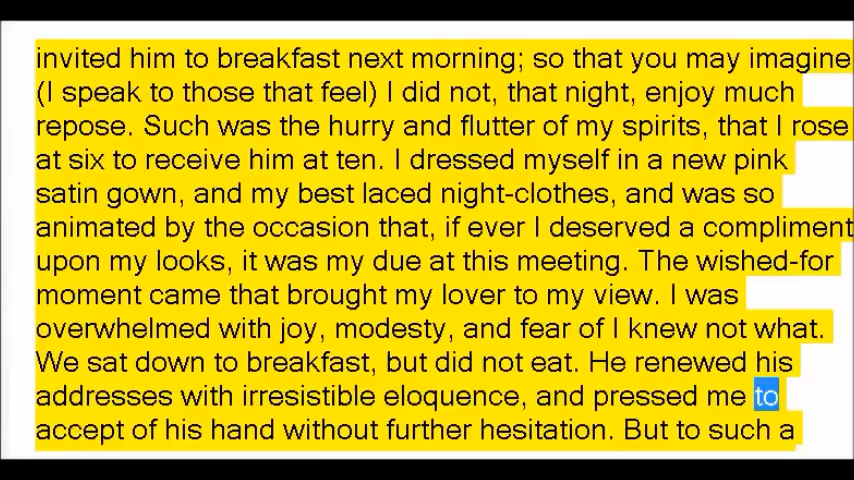 invited him to breakfast next morning; so that you may imagine
(I speak to those that feel) I did not, that night, enjoy much
repose. Such was the hurry and flutter of my spirits, that I rose
at six to receive him at ten. I dressed myself in a new pink
satin gown, and my best laced night-clothes, and was so
animated by the occasion that, if ever I deserved a compliment
upon my looks, it was my due at this meeting. The wished-for
moment came that brought my lover to my view. I was
overwhelmed with joy, modesty, and fear of I knew not what.
We sat down to breakfast, but did not eat. He renewed his
addresses with irresistible eloquence, and pressed me to
accept of his hand without further hesitation. But to such a